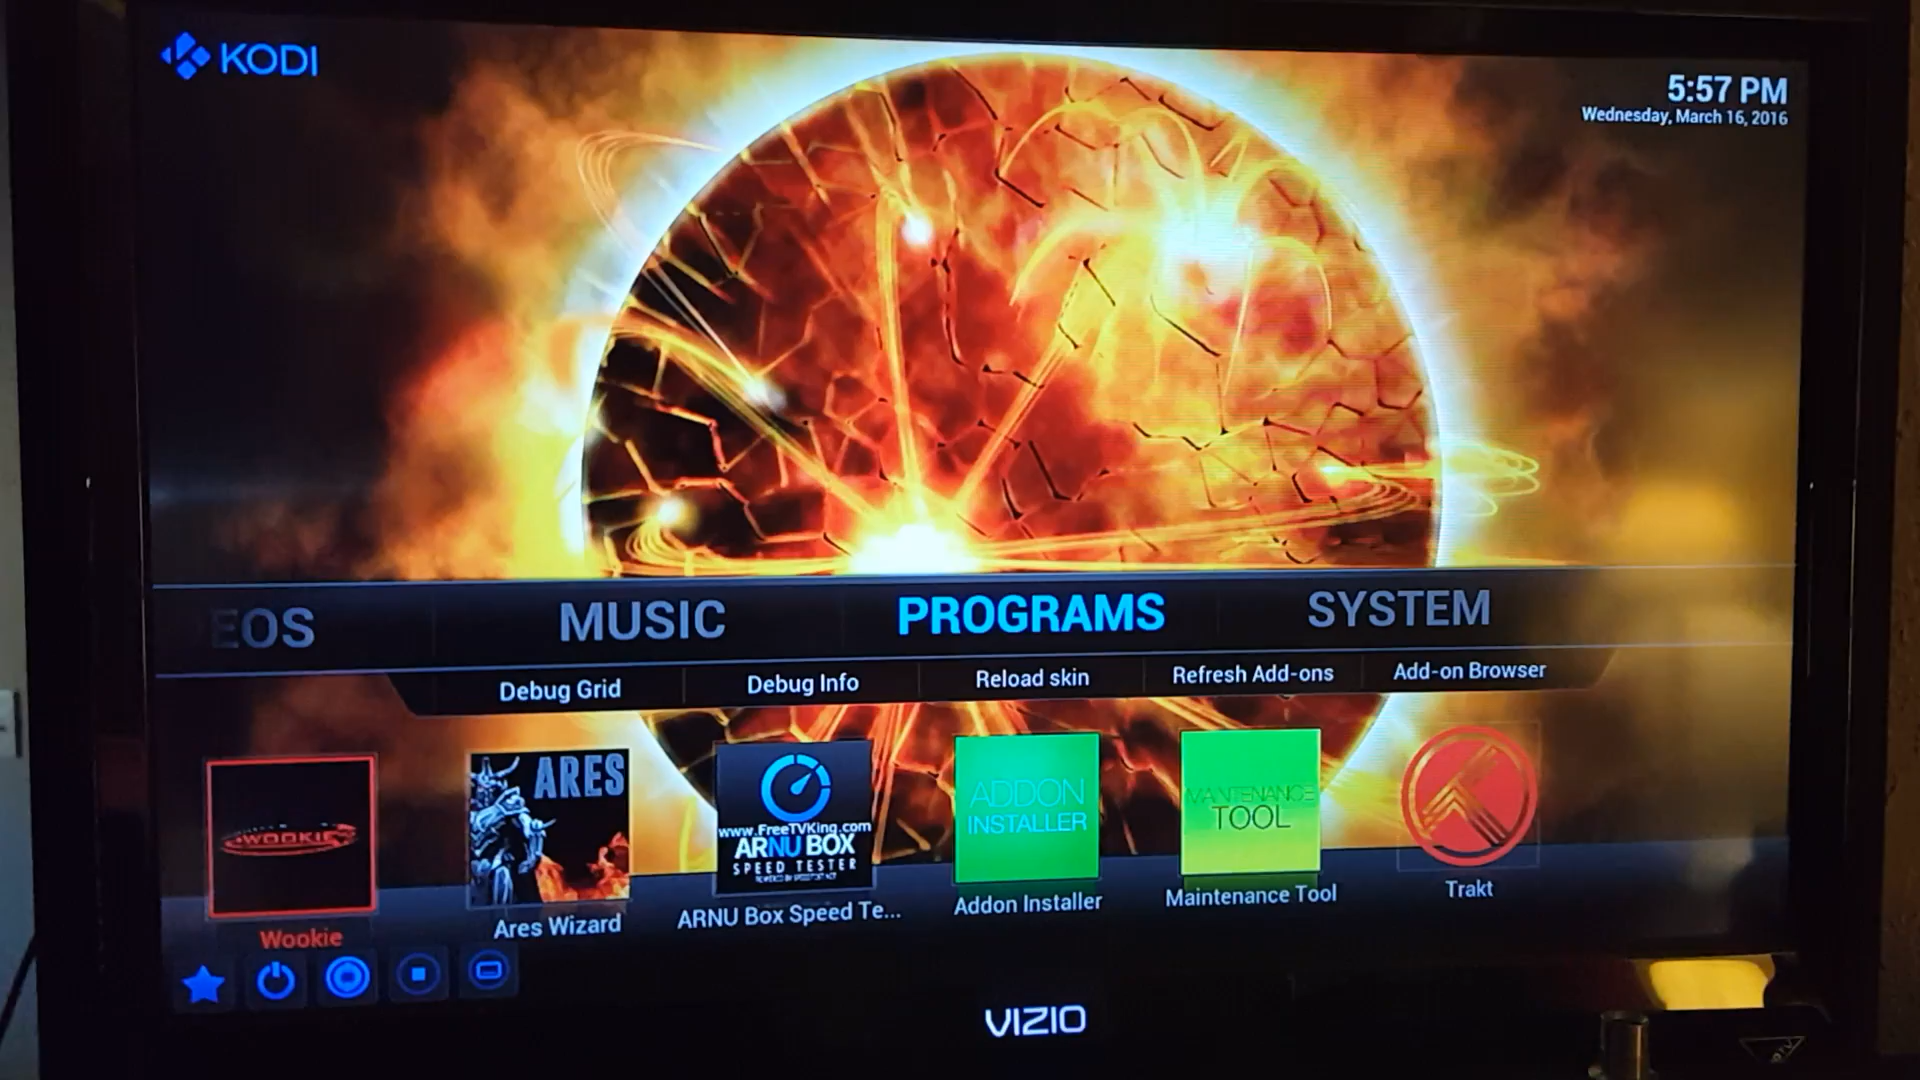 KODI
5:57 PM
Wednesday, March 16, 2016
EOS
MUSIC
PROGRAMS
SYSTEM
Debug Grid
Debug Info
Reload skin
Refresh Add-ons
Add-on Browser
WOOKIE
ARES
www.FreeTVKing.com
ARNU BOX
SPEED TESTER
ADDON
INSTALLER
MAINTENANCE
TOOL
Wookie
Ares Wizard
ARNU Box Speed Te...
Addon Installer
Maintenance Tool
Trakt
VIZIO